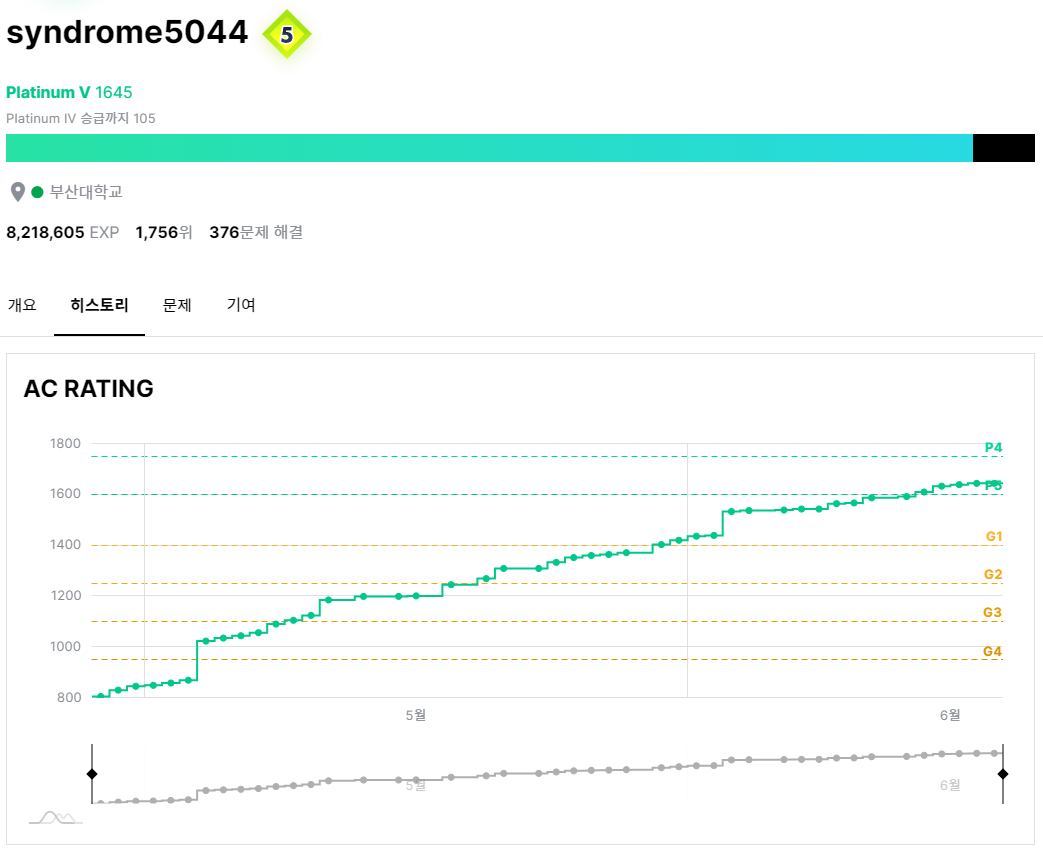 syndrome5044 5
Platinum V 1645
Platinum IV 승급까지 105
부산대학교
8,218,605 EXP 1,756위 376문제 해결
개요 히스토리 문제 기여
AC RATING
1800
P4
1600
P5
1400
G1
G2
1200
G3
1000
G4
800
5월 6월
5월 6월